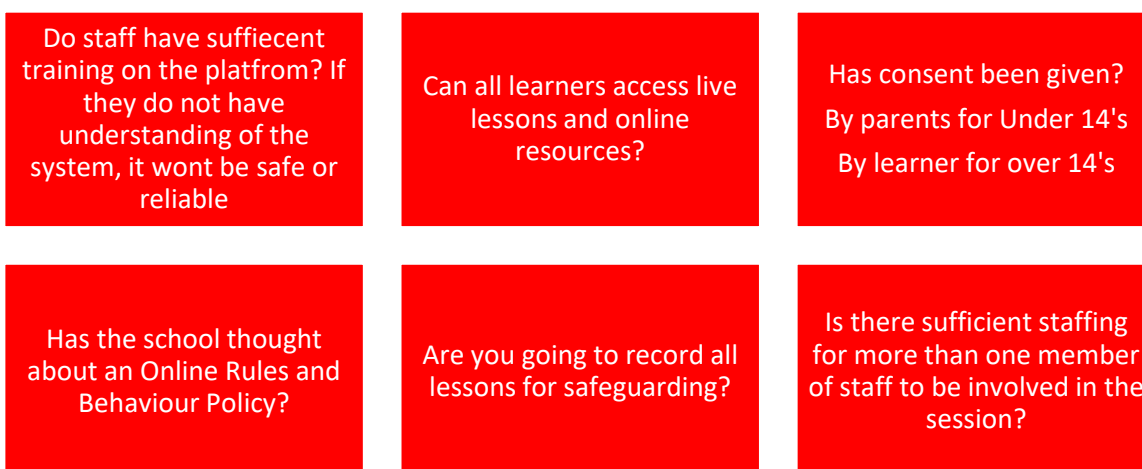 Do staff have suffiecent
training on the platfrom? If
they do not have
understanding of the
system, it wont be safe or
reliable
Can all learners access live
lessons and online
resources?
Has consent been given?
By parents for Under 14's
By learner for over 14's
Has the school thought
about an Online Rules and
Behaviour Policy?
Are you going to record all
lessons for safeguarding?
Is there sufficient staffing
for more than one member
of staff to be involved in the
session?